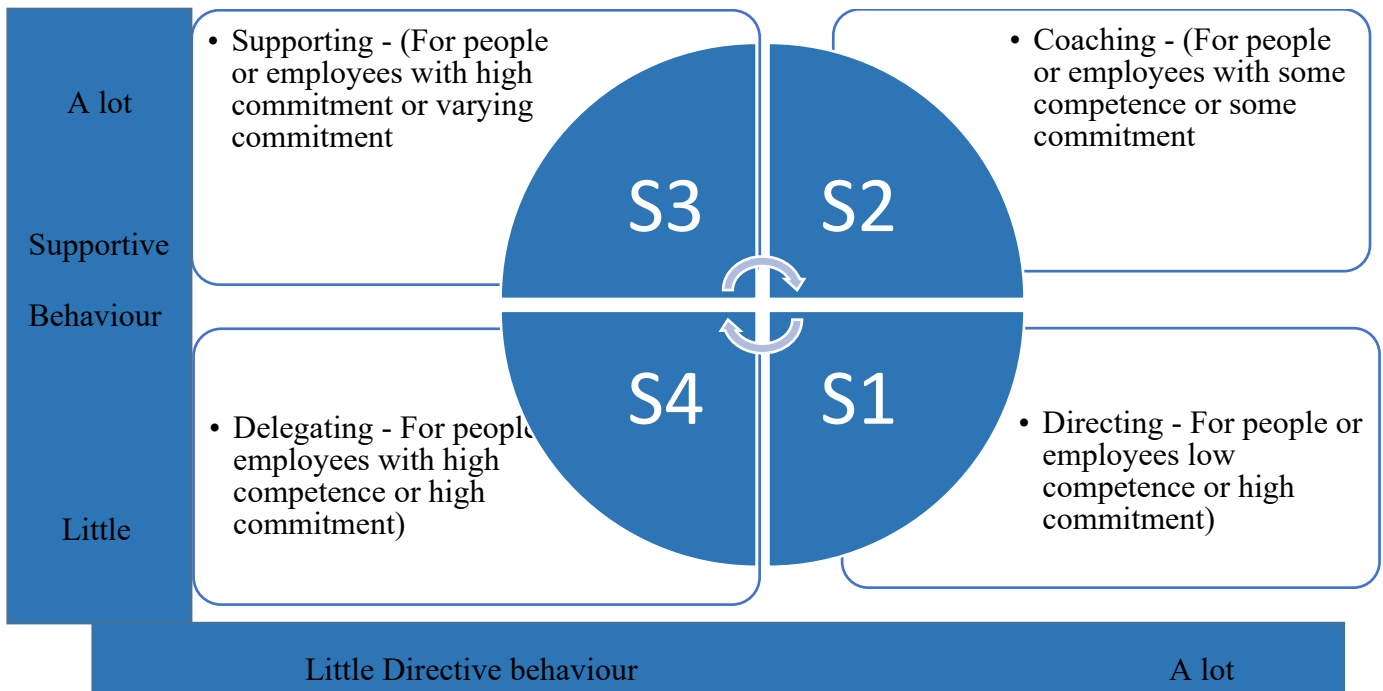 A lot
Supportive
Behaviour
Little
• Supporting - (For people
or employees with high
commitment or varying
commitment
S3
• Coaching - (For people
or employees with some
competence or some
commitment
S2
• Delegating - For people
employees with high
competence or high
commitment)
S4
• Directing - For people or
employees low
competence or high
commitment)
S1
Little Directive behaviour
A lot